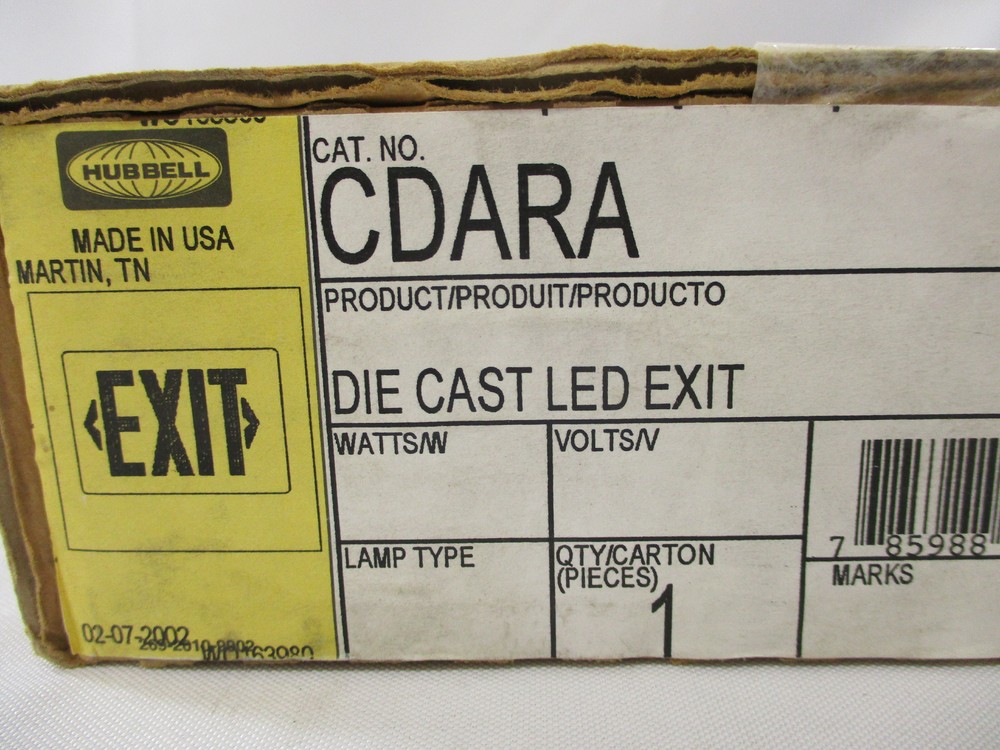 HUBBELL
MADE IN USA
MARTIN, TN
EXIT
02-07-2002
CAT. NO.
CDARA
PRODUCT/PRODUIT/PRODUCTO
DIE CAST LED EXIT
WATTS/W
VOLTS/V
LAMP TYPE
QTY/CARTON
(PIECES)
1
7 85988
MARKS